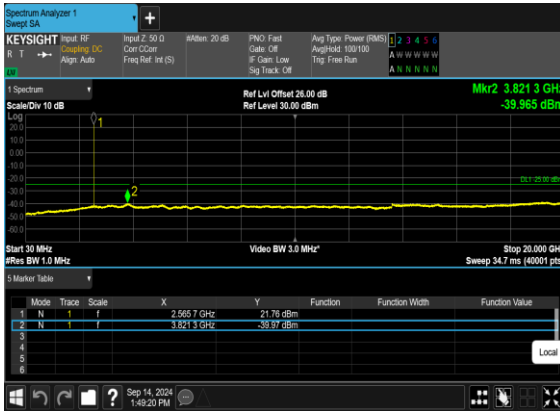 Spectrum Analyzer 1
Swept SA
+
KEYSIGHT
R T
Input: RF
Coupling: DC
Align: Auto
Input Z: 50 Ω
Corr CCorr
Freq Ref: Int (S)
#Atten: 20 dB
PNO: Fast
Gate: Off
IF Gain: Low
Sig Track: Off
Avg Type: Power (RMS)
Avg|Hold: 100/100
Trig: Free Run
1 2 3 4 5 6
A W W W W W
A N N N N N
1 Spectrum
Scale/Div 10 dB
Ref Lvl Offset 26.00 dB
Ref Level 30.00 dBm
Mkr2 3.821 3 GHz
-39.965 dBm
Log
20.0
10.0
0.00
-10.0
-20.0
-30.0
-40.0
-50.0
-60.0
1
2
DL1 -25.00 dBm
Start 30 MHz
#Res BW 1.0 MHz
Video BW 3.0 MHz*
Stop 20.000 GHz
Sweep 34.7 ms (40001 pts)
5 Marker Table
Mode Trace Scale X Y Function Function Width Function Value
1 N 1 f 2.565 7 GHz 21.76 dBm
2 N 1 f 3.821 3 GHz -39.97 dBm
3
4
5
6
Local
?
Sep 14, 2024
1:49:20 PM